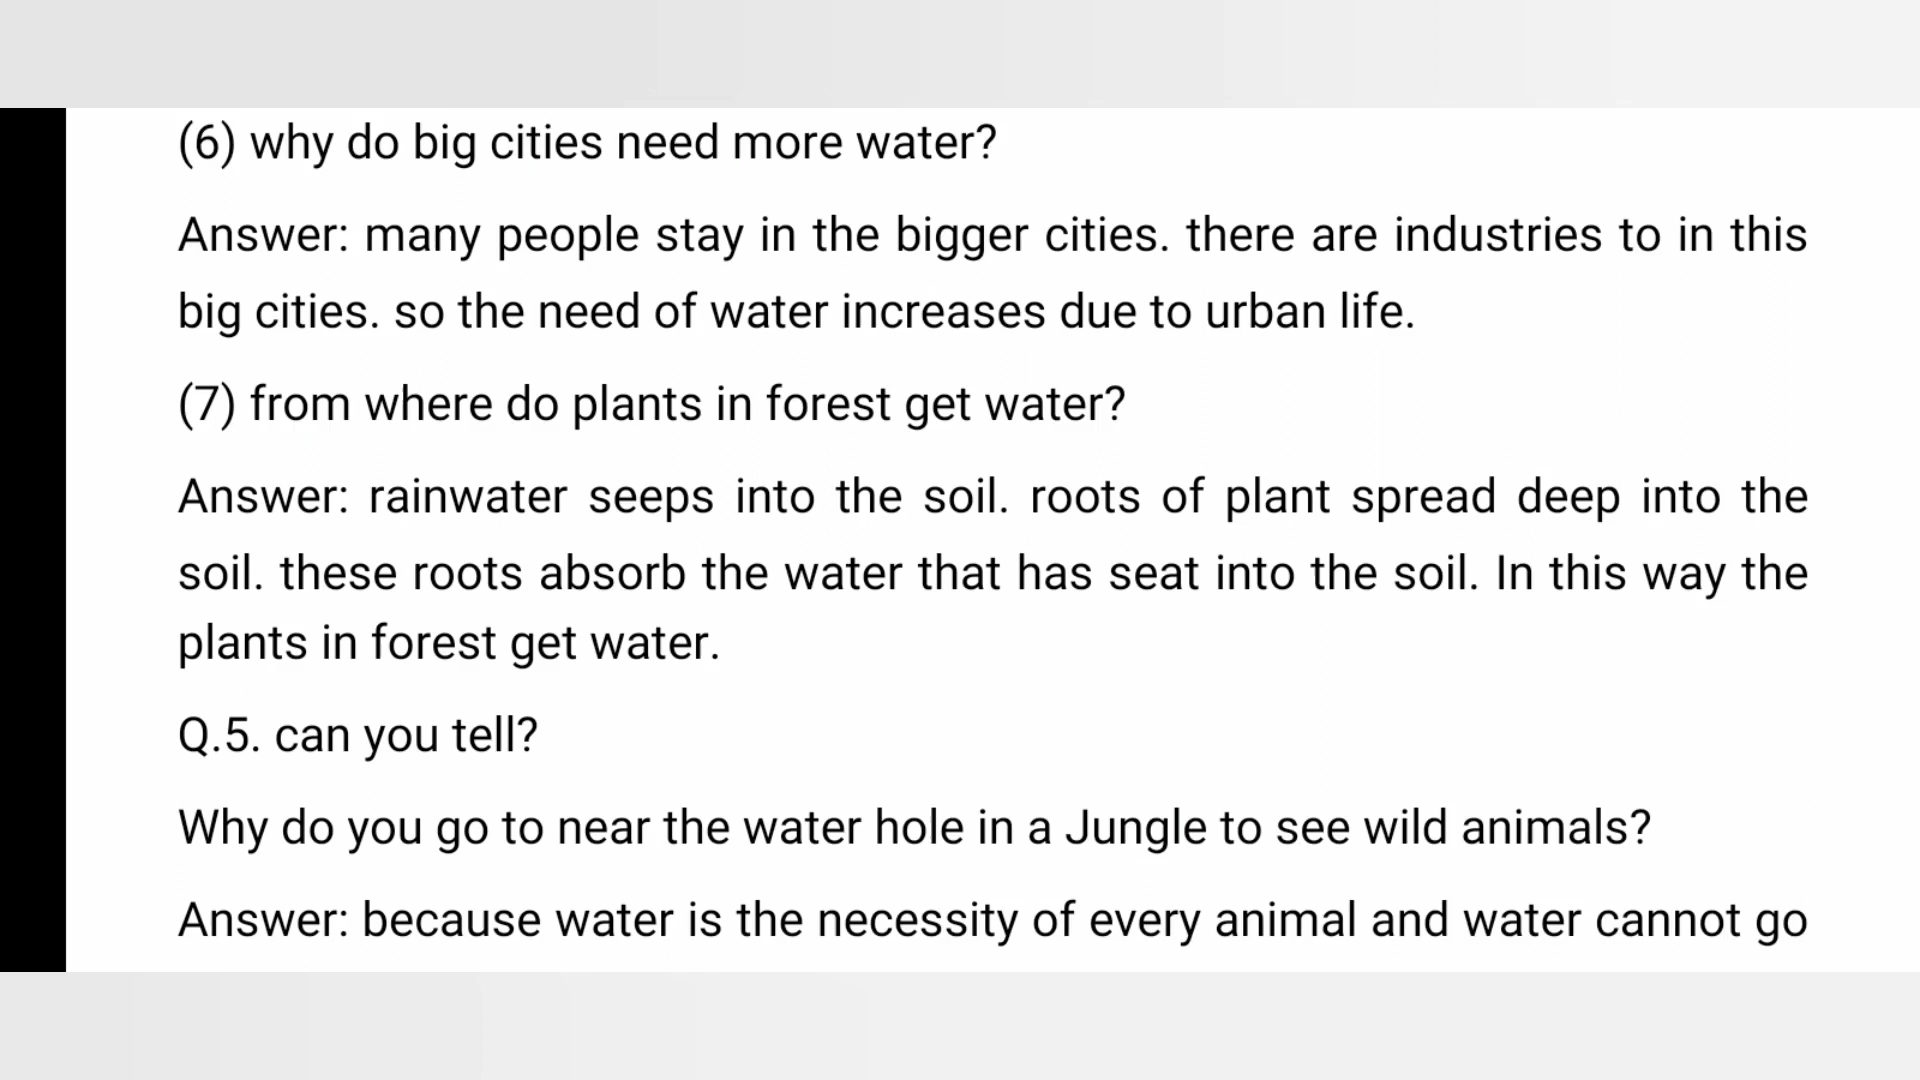 (6) why do big cities need more water?
Answer: many people stay in the bigger cities. there are industries to in this
big cities. so the need of water increases due to urban life.
(7) from where do plants in forest get water?
Answer: rainwater seeps into the soil. roots of plant spread deep into the
soil. these roots absorb the water that has seat into the soil. In this way the
plants in forest get water.
Q.5. can you tell?
Why do you go to near the water hole in a Jungle to see wild animals?
Answer: because water is the necessity of every animal and water cannot go